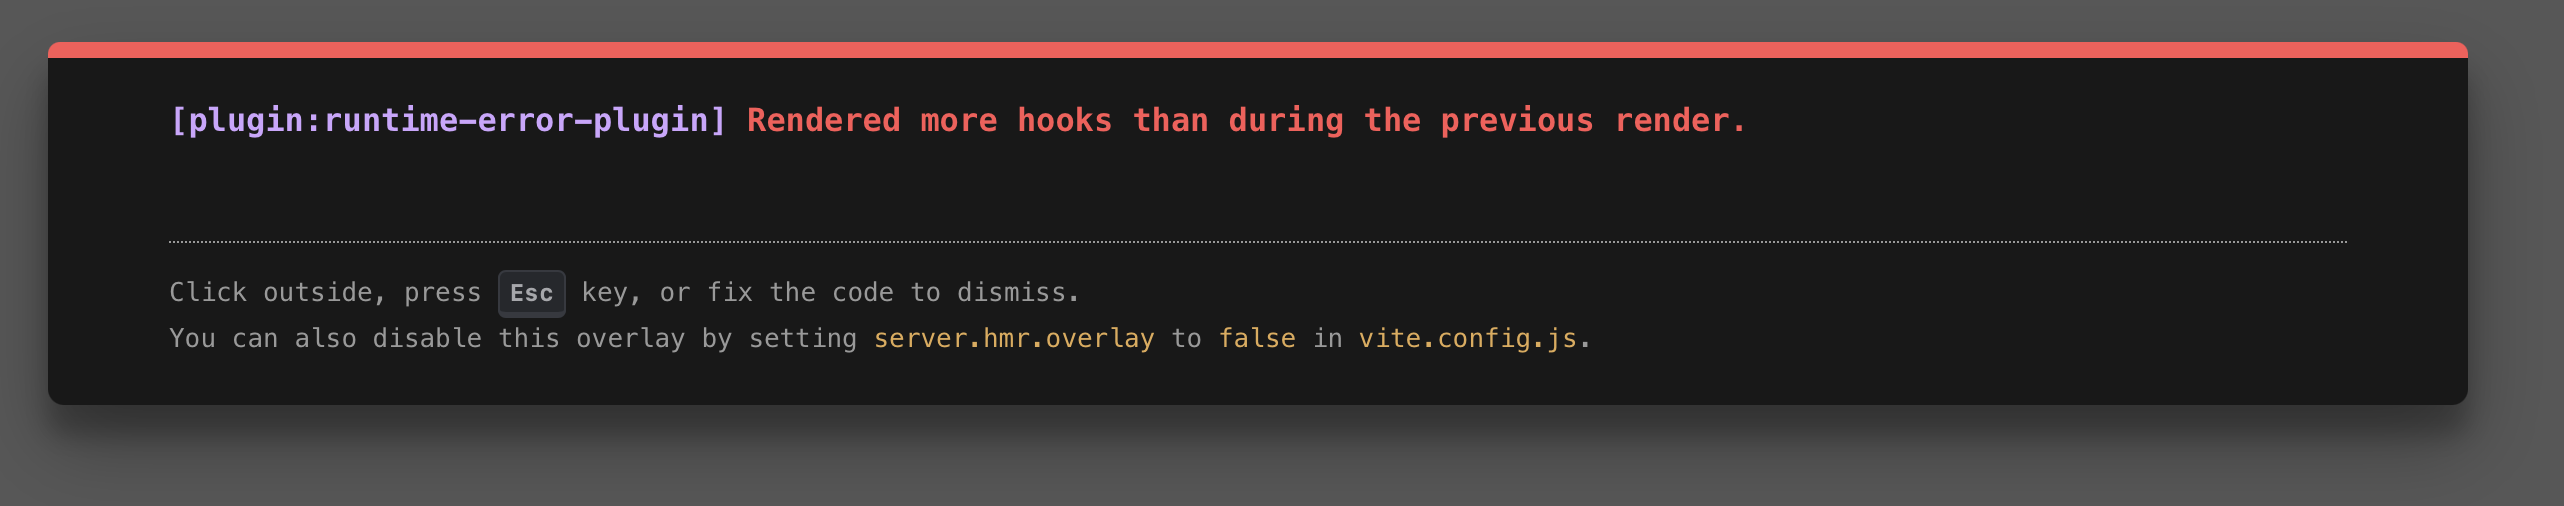 [plugin:runtime-error-plugin] Rendered more hooks than during the previous render.
Click outside, press Esc key, or fix the code to dismiss.
You can also disable this overlay by setting server.hmr.overlay to false in vite.config.js.